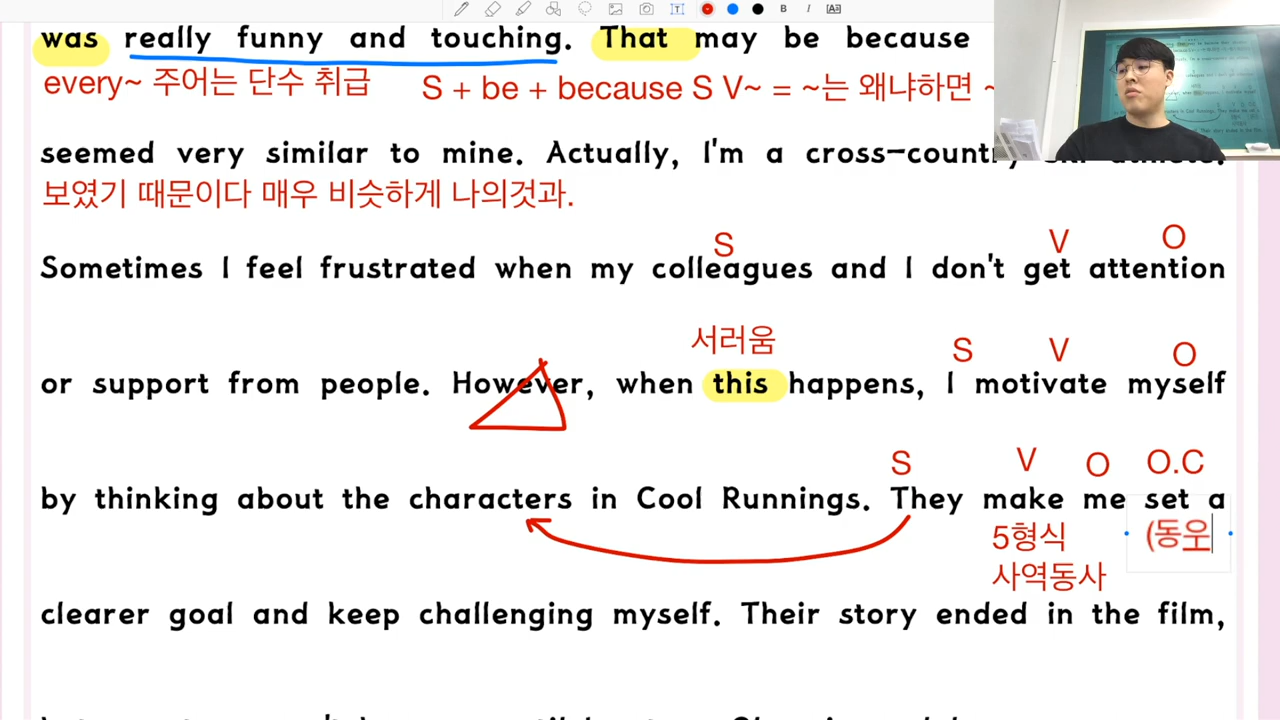 was really funny and touching. That may be because
every~ 주어는 단수 취급 S + be + because S V~ = ~는 왜냐하면 ~
seemed very similar to mine. Actually, I'm a cross-country
보였기 때문이다 매우 비슷하게 나의것과.
S V O
Sometimes I feel frustrated when my colleagues and I don't get attention
서러움 S V O
or support from people. However, when this happens, I motivate myself
S V O O.C
by thinking about the characters in Cool Runnings. They make me set a
5형식 (동우
사역동사
clearer goal and keep challenging myself. Their story ended in the film,